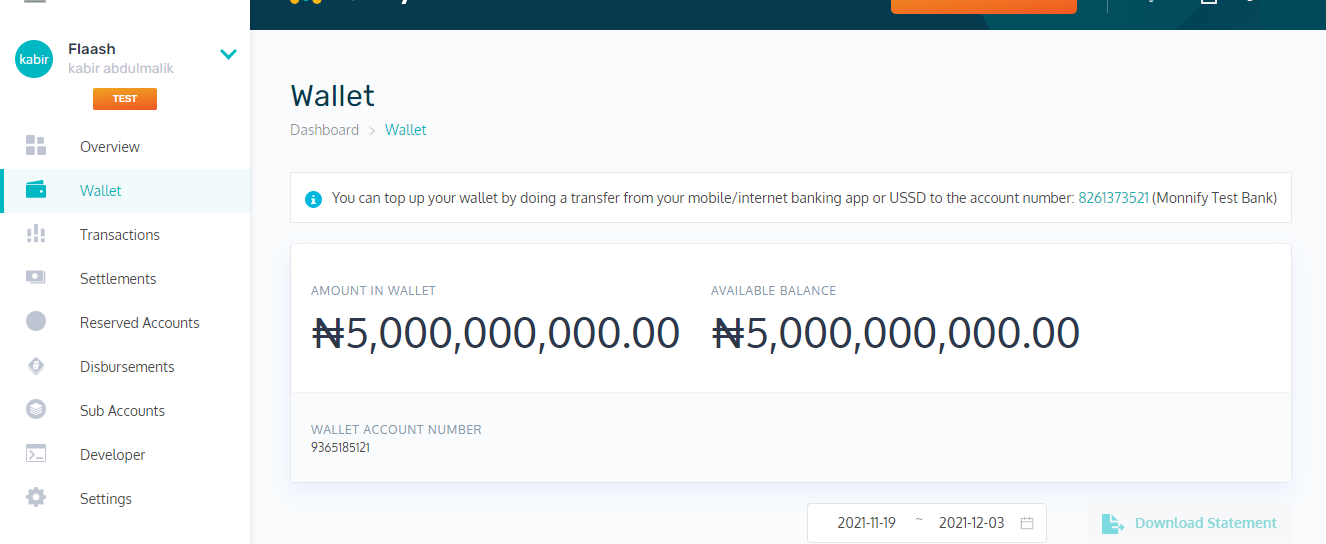 kabir
Flaash
kabir abdulmalik
TEST
Overview
Wallet
Transactions
Settlements
Reserved Accounts
Disbursements
Sub Accounts
Developer
Settings
Wallet
Dashboard > Wallet
You can top up your wallet by doing a transfer from your mobile/internet banking app or USSD to the account number: 8261373521 (Monnify Test Bank)
AMOUNT IN WALLET AVAILABLE BALANCE
₦5,000,000,000.00 ₦5,000,000,000.00
WALLET ACCOUNT NUMBER
9365185121
2021-11-19 ~ 2021-12-03 Download Statement